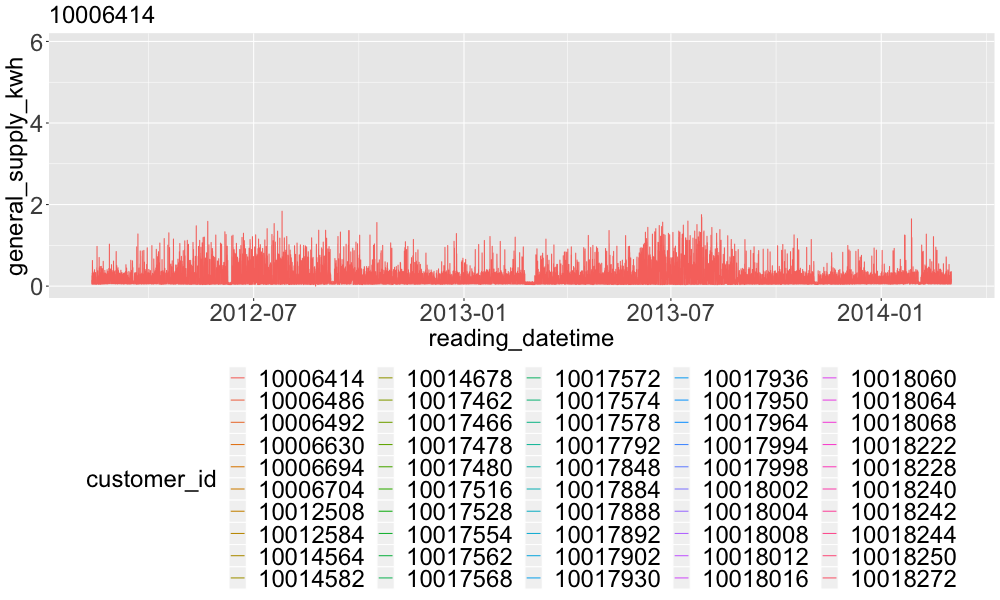 10006414
6
4
2
0
general_supply_kwh
2012-07 2013-01 2013-07 2014-01
reading_datetime
customer_id
10006414 10014678 10017572 10017936 10018060
10006486 10017462 10017574 10017950 10018064
10006492 10017466 10017578 10017964 10018068
10006630 10017478 10017792 10017994 10018222
10006694 10017480 10017848 10017998 10018228
10006704 10017516 10017884 10018002 10018240
10012508 10017528 10017888 10018004 10018242
10012584 10017554 10017892 10018008 10018244
10014564 10017562 10017902 10018012 10018250
10014582 10017568 10017930 10018016 10018272